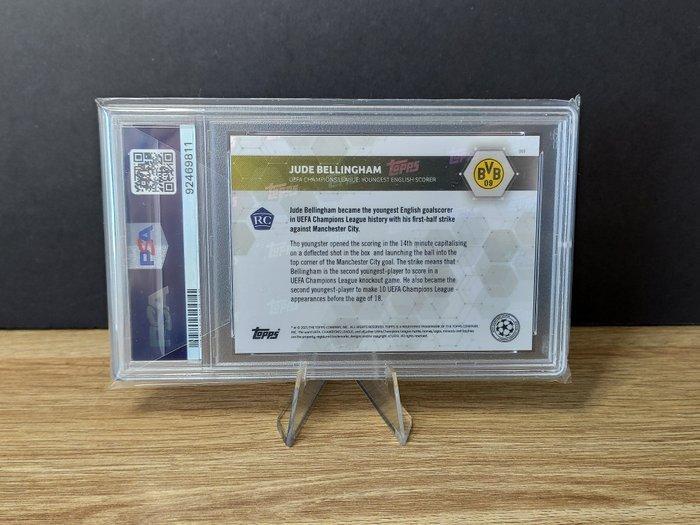 92469811
PSA
JUDE BELLINGHAM
topps
UEFA CHAMPIONS LEAGUE: YOUNGEST ENGLISH SCORER
BVB
09
RC
Jude Bellingham became the youngest English goalscorer
in UEFA Champions League history with his first-half strike
against Manchester City.
The youngster opened the scoring in the 14th minute capitalising
on a deflected shot in the box and launching the ball into the
top corner of the Manchester City goal. The strike means that
Bellingham is the second youngest-player to score in a
UEFA Champions League knockout game. He also became the
second youngest-player to make 10 UEFA Champions League
appearances before the age of 18.
topps